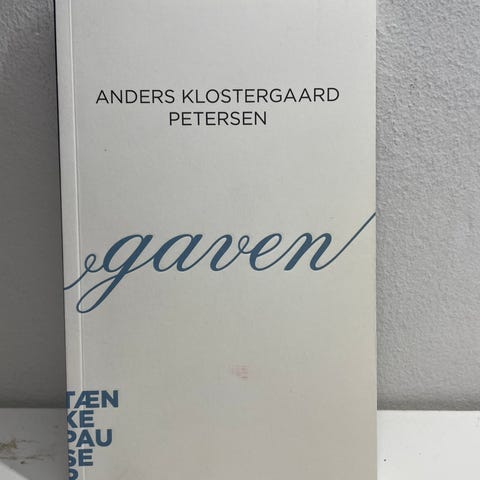 ANDERS KLOSTERGAARD
PETERSEN
gaven
TÆN
KE
PAU
SE
R